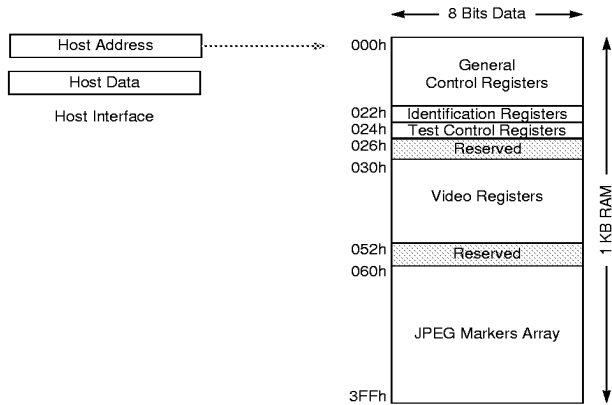 8 Bits Data
Host Address
000h
General
Control Registers
Host Data
Host Interface
022h
Identification Registers
024h
Test Control Registers
026h
Reserved
030h
Video Registers
1 KB RAM
052h
Reserved
060h
JPEG Markers Array
3FFh